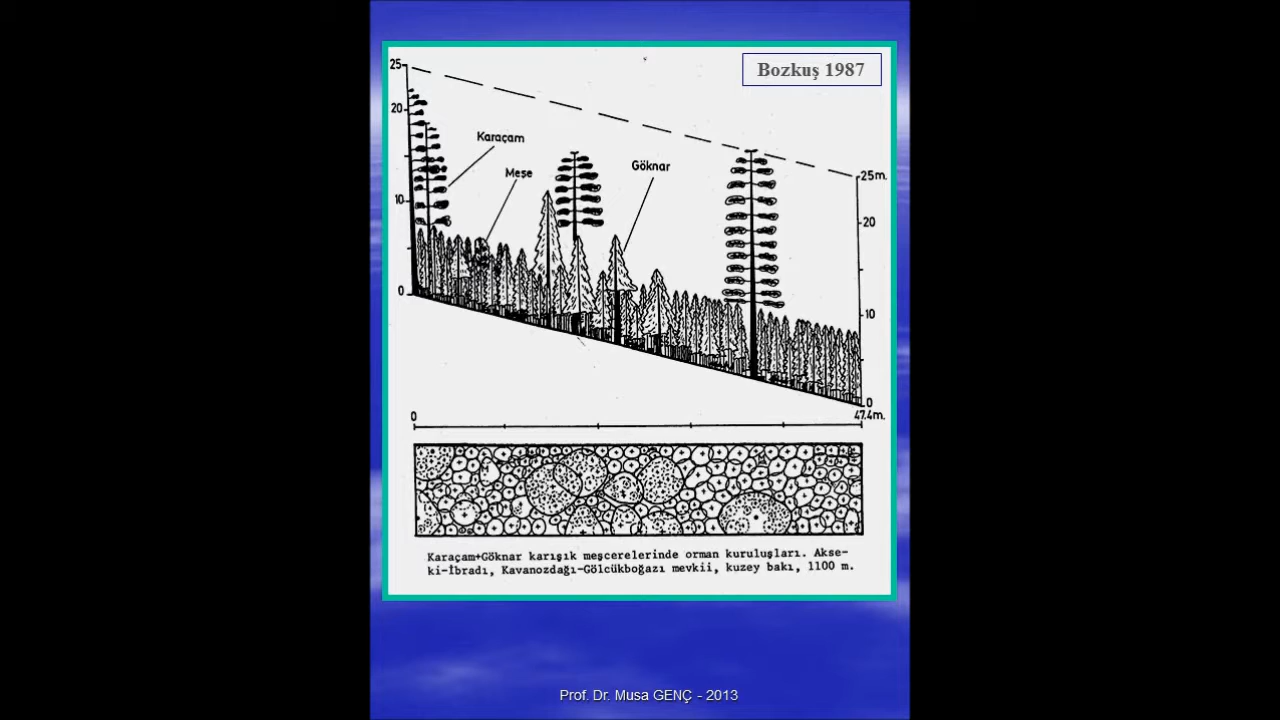 Bozkuş 1987
25
20
10
0
Karaçam
Meşe
Göknar
25m.
20
10
0
0
47.4m.
Karaçam+Göknar karışık meşcerelerinde orman kuruluşları. Akse-
ki-İbradı, Kavanozdağı-Gölcükboğazı mevkii, kuzey bakı, 1100 m.
Prof. Dr. Musa GENÇ - 2013